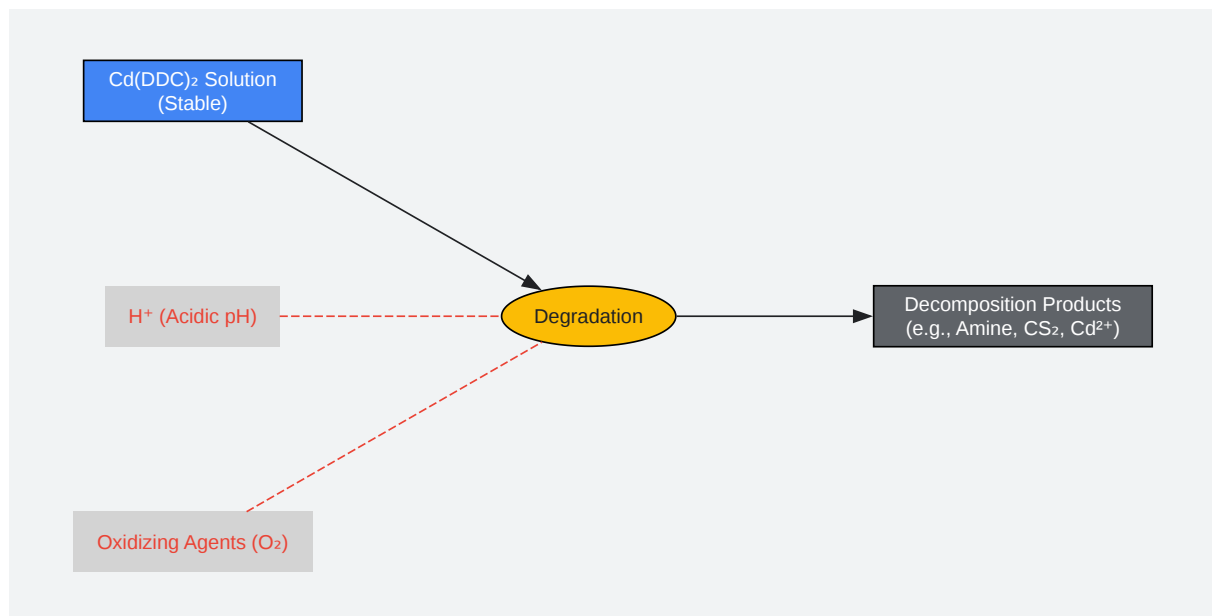 Cd(DDC)₂ Solution
(Stable)
H⁺ (Acidic pH)
Degradation
Decomposition Products
(e.g., Amine, CS₂, Cd²⁺)
Oxidizing Agents (O₂)